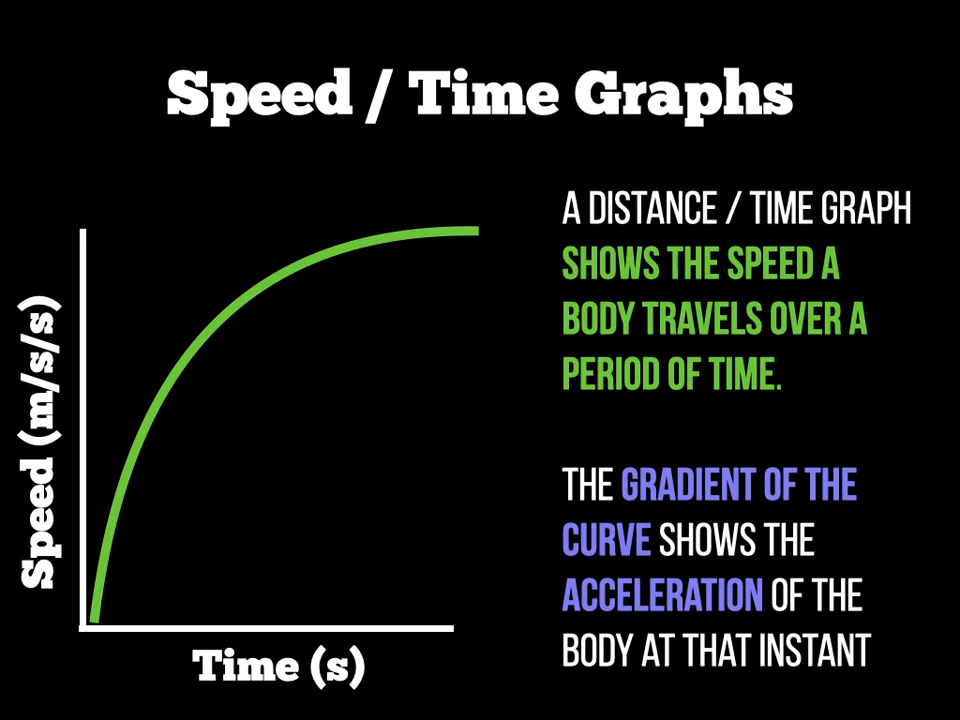 Speed / Time Graphs
A DISTANCE / TIME GRAPH
SHOWS THE SPEED A
BODY TRAVELS OVER A
PERIOD OF TIME.
THE GRADIENT OF THE
CURVE SHOWS THE
ACCELERATION OF THE
BODY AT THAT INSTANT
Speed (m/s/s)
Time (s)